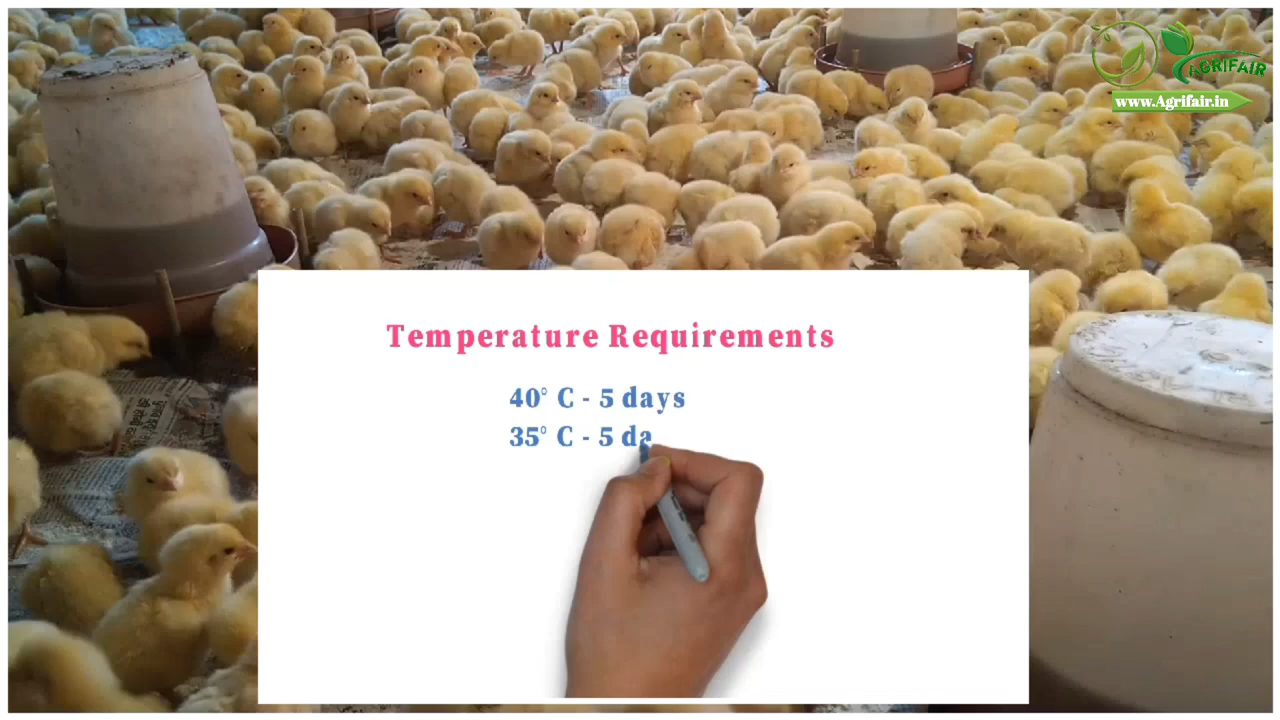 AGRIFAIR
www.Agrifair.in
Temperature Requirements
40° C - 5 days
35° C - 5 da